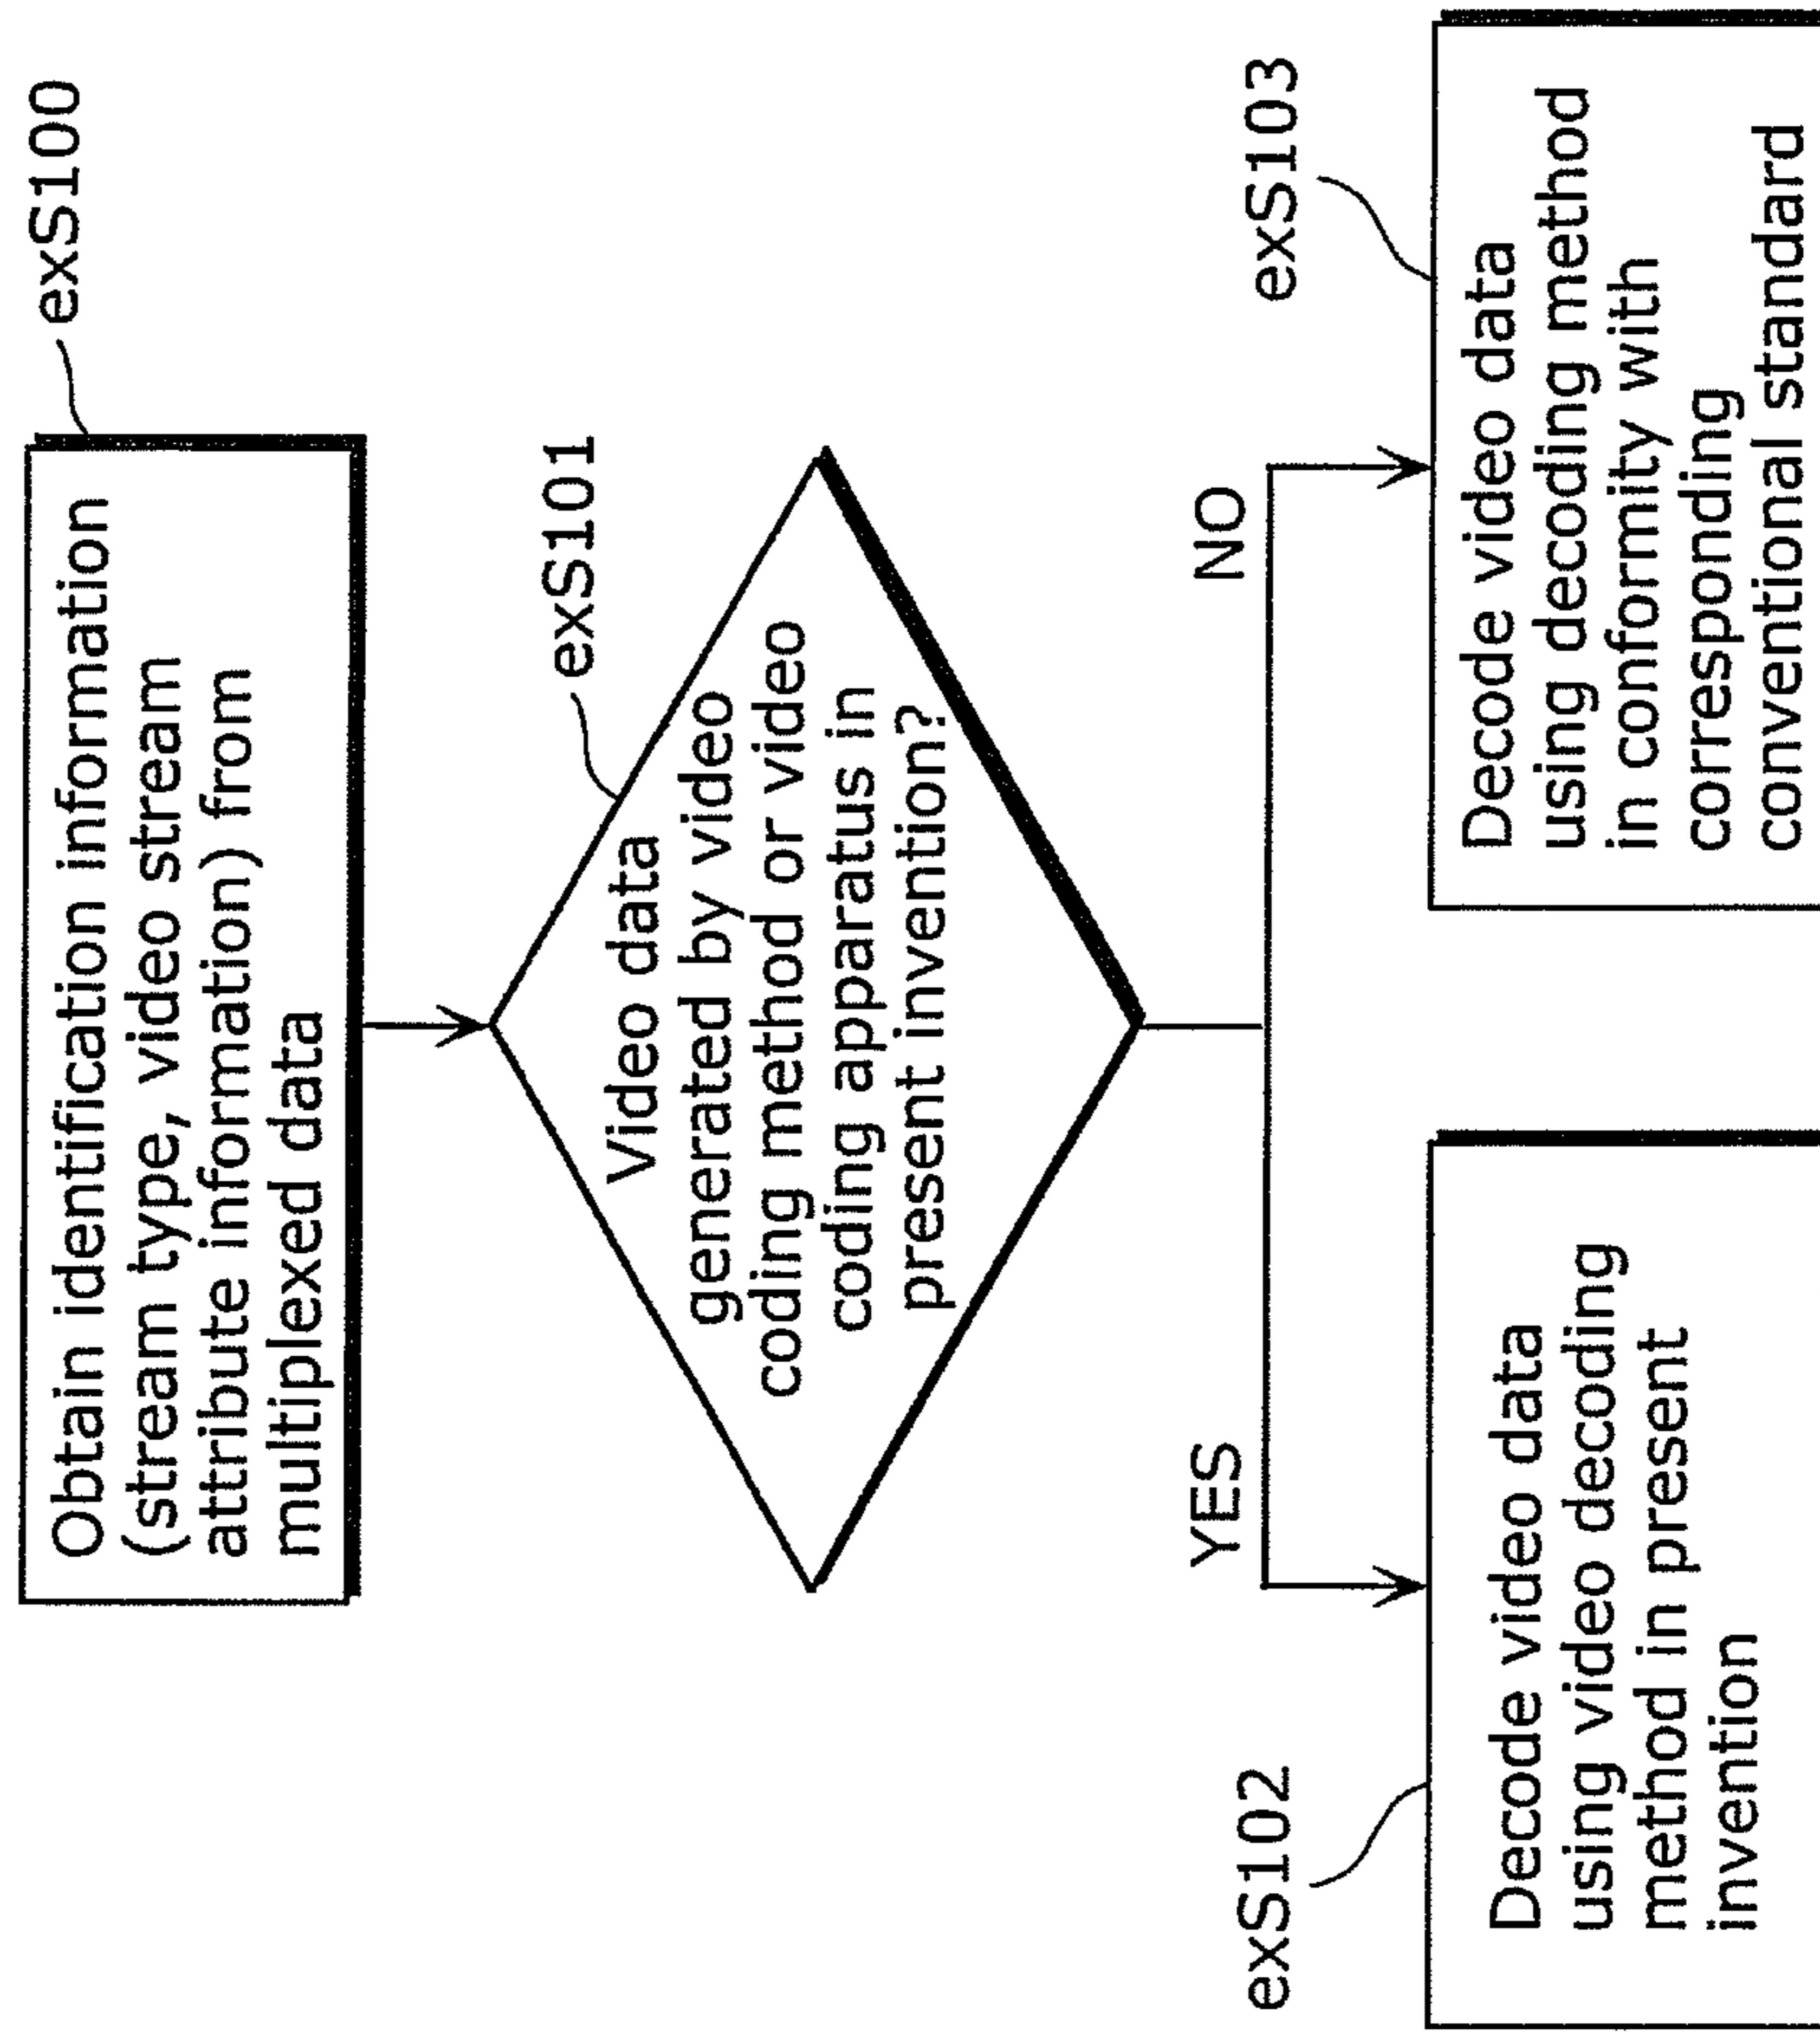 exS100
Obtain identification information
(stream type, video stream
attribute information) from
multiplexed data
exS101
Video data
generated by video
coding method or video
coding apparatus in
present invention?
YES
NO
exS102
Decode video data
using video decoding
method in present
invention
exS103
Decode video data
using decoding method
in conformity with
corresponding
conventional standard